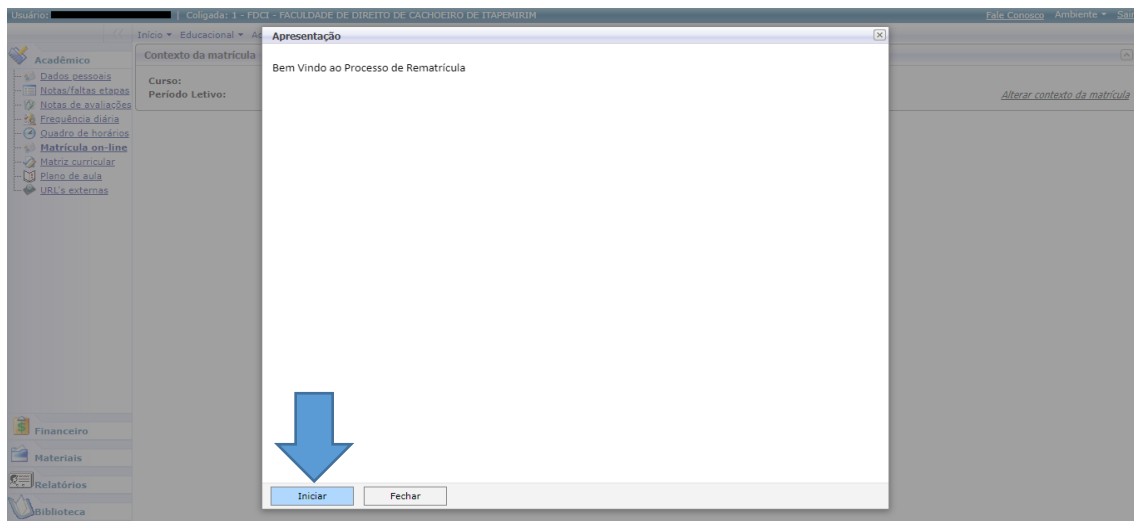 Usuário: | Coligada: 1 - FDCI - FACULDADE DE DIREITO DE CACHOEIRO DE ITAPEMIRIM Fale Conosco Ambiente Sair
Início Educacional
Apresentação
Acadêmico
Contexto da matrícula
Bem Vindo ao Processo de Rematrícula
Dados pessoais
Curso:
Notas/faltas etapas
Período Letivo:
Alterar contexto da matrícula
Notas de avaliações
Frequência diária
Quadro de horários
Matrícula on-line
Matriz curricular
Plano de aula
URL's externas
Financeiro
Materiais
Relatórios
Biblioteca
Iniciar Fechar